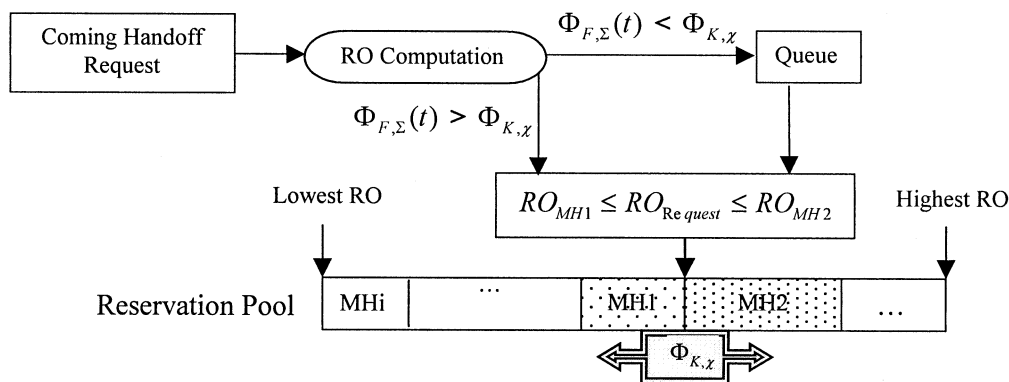 Coming Handoff
Request
RO Computation
Φ_{F,Σ}(t) < Φ_{K,χ}
Queue
Φ_{F,Σ}(t) > Φ_{K,χ}
Lowest RO
RO_{MH1} ≤ RO_{Request} ≤ RO_{MH2}
Highest RO
Reservation Pool
MHi
...
MH1
MH2
...
Φ_{K,χ}